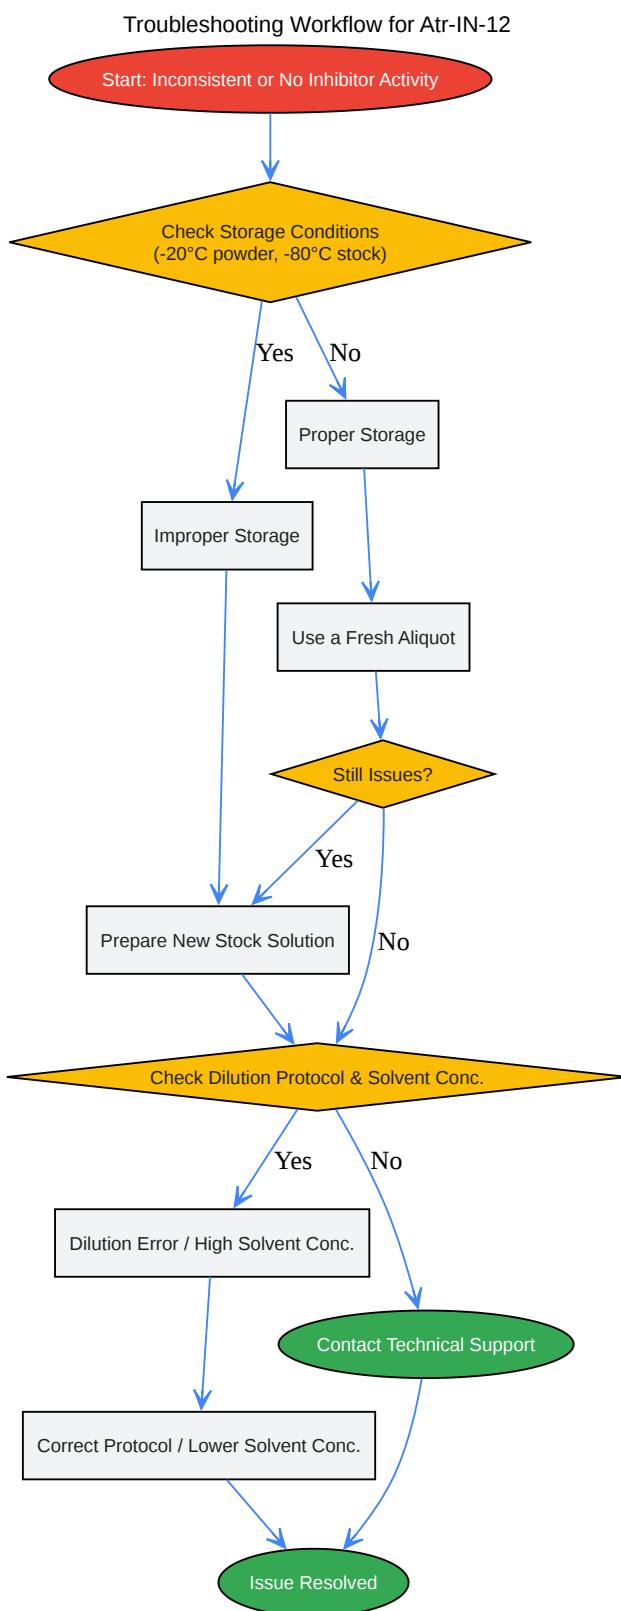 Troubleshooting Workflow for Atr-IN-12
Start: Inconsistent or No Inhibitor Activity
Check Storage Conditions
(-20°C powder, -80°C stock)
Yes
No
Proper Storage
Improper Storage
Use a Fresh Aliquot
Still Issues?
Yes
Prepare New Stock Solution
No
Check Dilution Protocol & Solvent Conc.
Yes
No
Dilution Error / High Solvent Conc.
Contact Technical Support
Correct Protocol / Lower Solvent Conc.
Issue Resolved